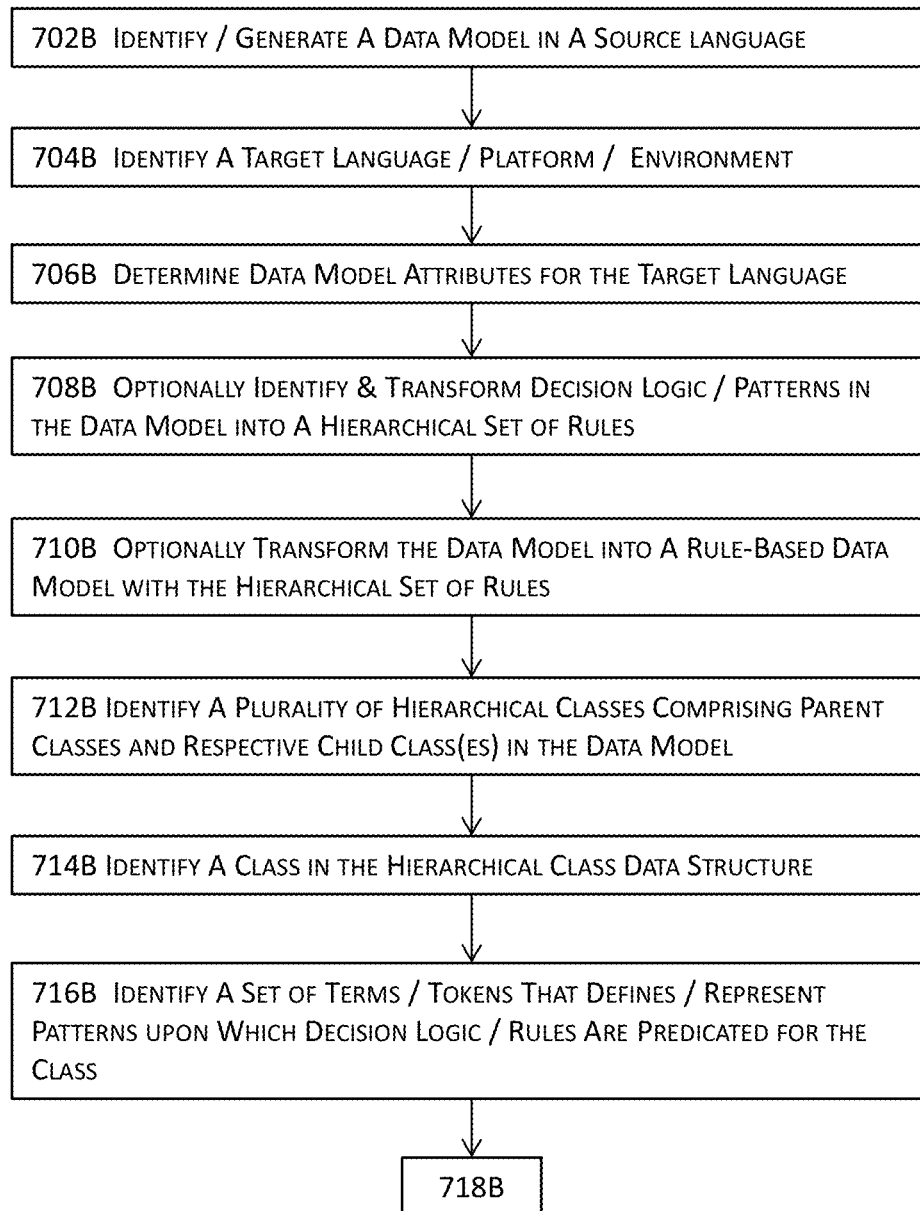 702B IDENTIFY / GENERATE A DATA MODEL IN A SOURCE LANGUAGE
704B IDENTIFY A TARGET LANGUAGE / PLATFORM / ENVIRONMENT
706B DETERMINE DATA MODEL ATTRIBUTES FOR THE TARGET LANGUAGE
708B OPTIONALLY IDENTIFY & TRANSFORM DECISION LOGIC / PATTERNS IN
THE DATA MODEL INTO A HIERARCHICAL SET OF RULES
710B OPTIONALLY TRANSFORM THE DATA MODEL INTO A RULE-BASED DATA
MODEL WITH THE HIERARCHICAL SET OF RULES
712B IDENTIFY A PLURALITY OF HIERARCHICAL CLASSES COMPRISING PARENT
CLASSES AND RESPECTIVE CHILD CLASS(ES) IN THE DATA MODEL
714B IDENTIFY A CLASS IN THE HIERARCHICAL CLASS DATA STRUCTURE
716B IDENTIFY A SET OF TERMS / TOKENS THAT DEFINES / REPRESENT
PATTERNS UPON WHICH DECISION LOGIC / RULES ARE PREDICATED FOR THE
CLASS
718B